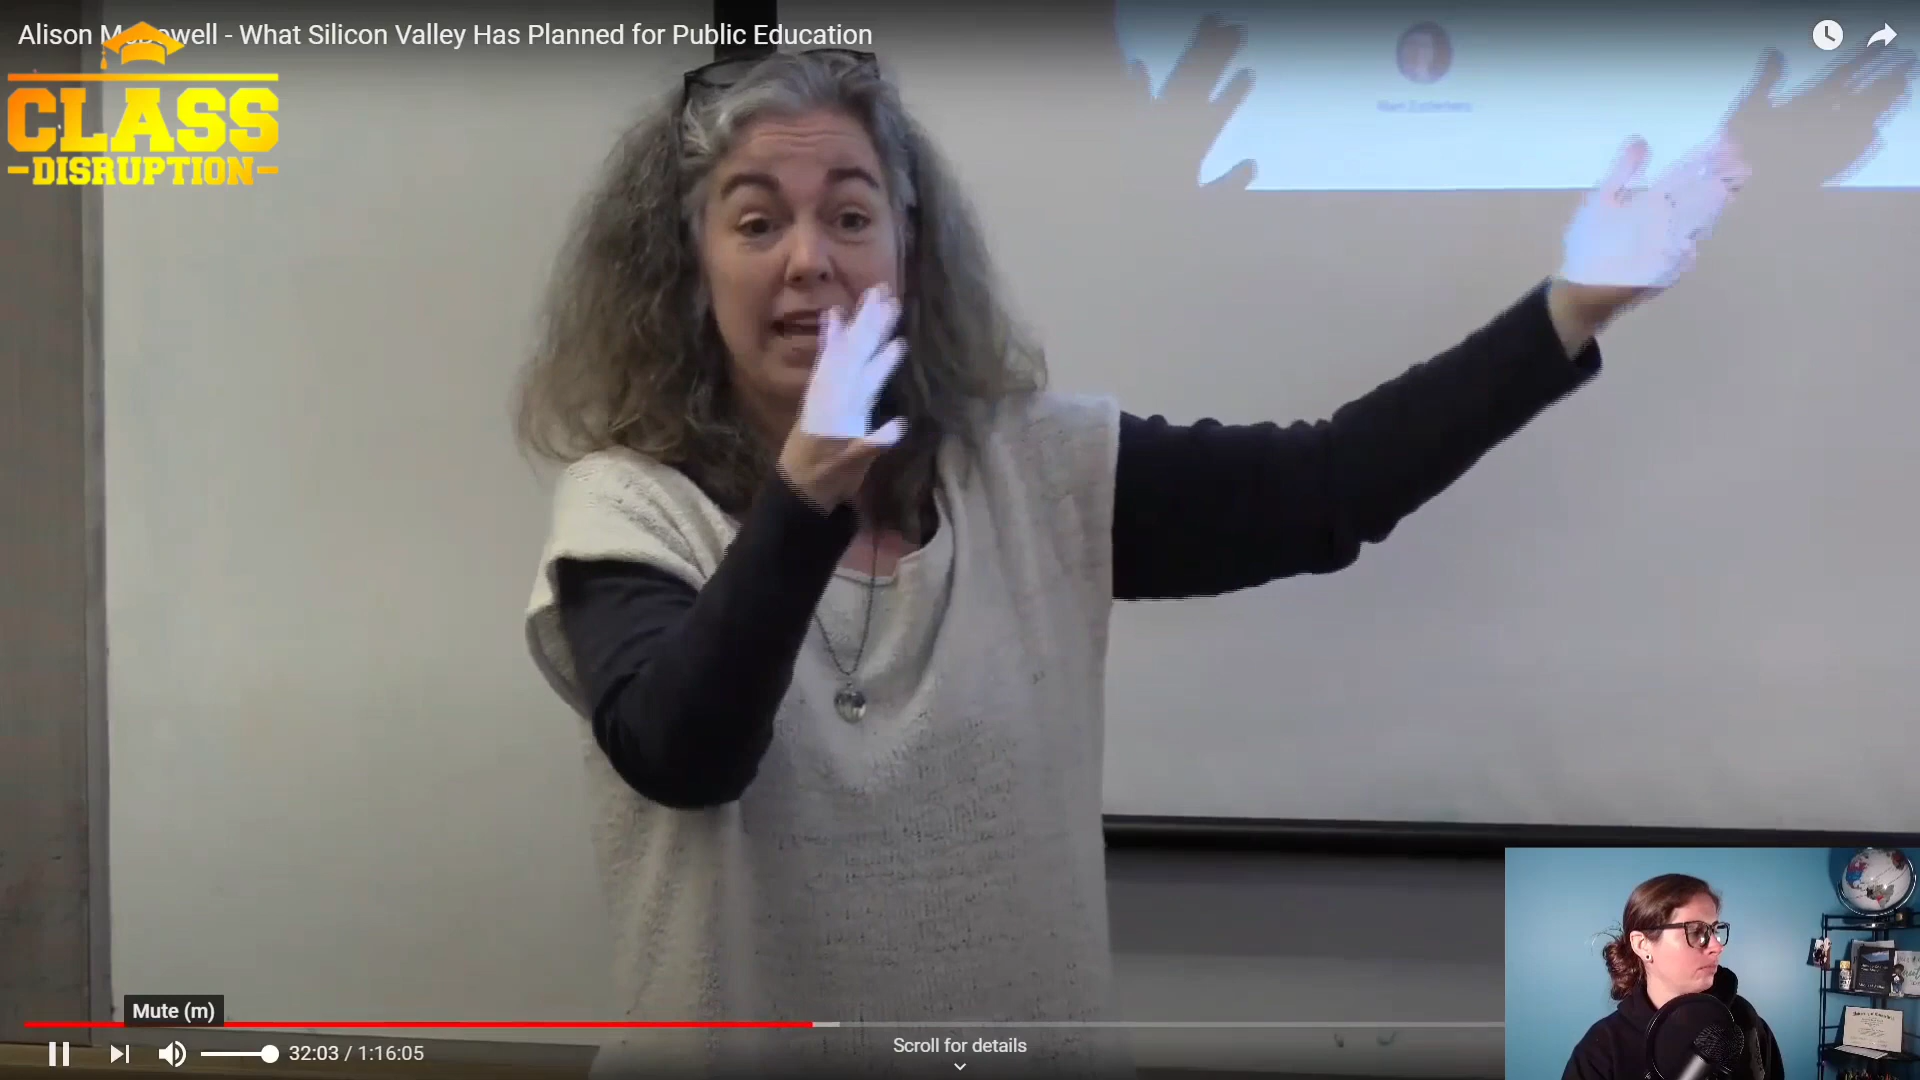 Alison McDowell - What Silicon Valley Has Planned for Public Education
CLASS
-DISRUPTION-
Mute (m)
32:03 / 1:16:05
Scroll for details